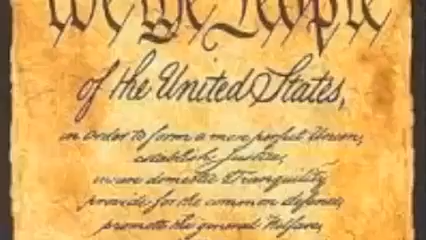 We the People
of the United States,
in Order to form a more perfect Union,
establish Justice,
insure domestic Tranquility
provide for the common defence,
promote the general Welfare,